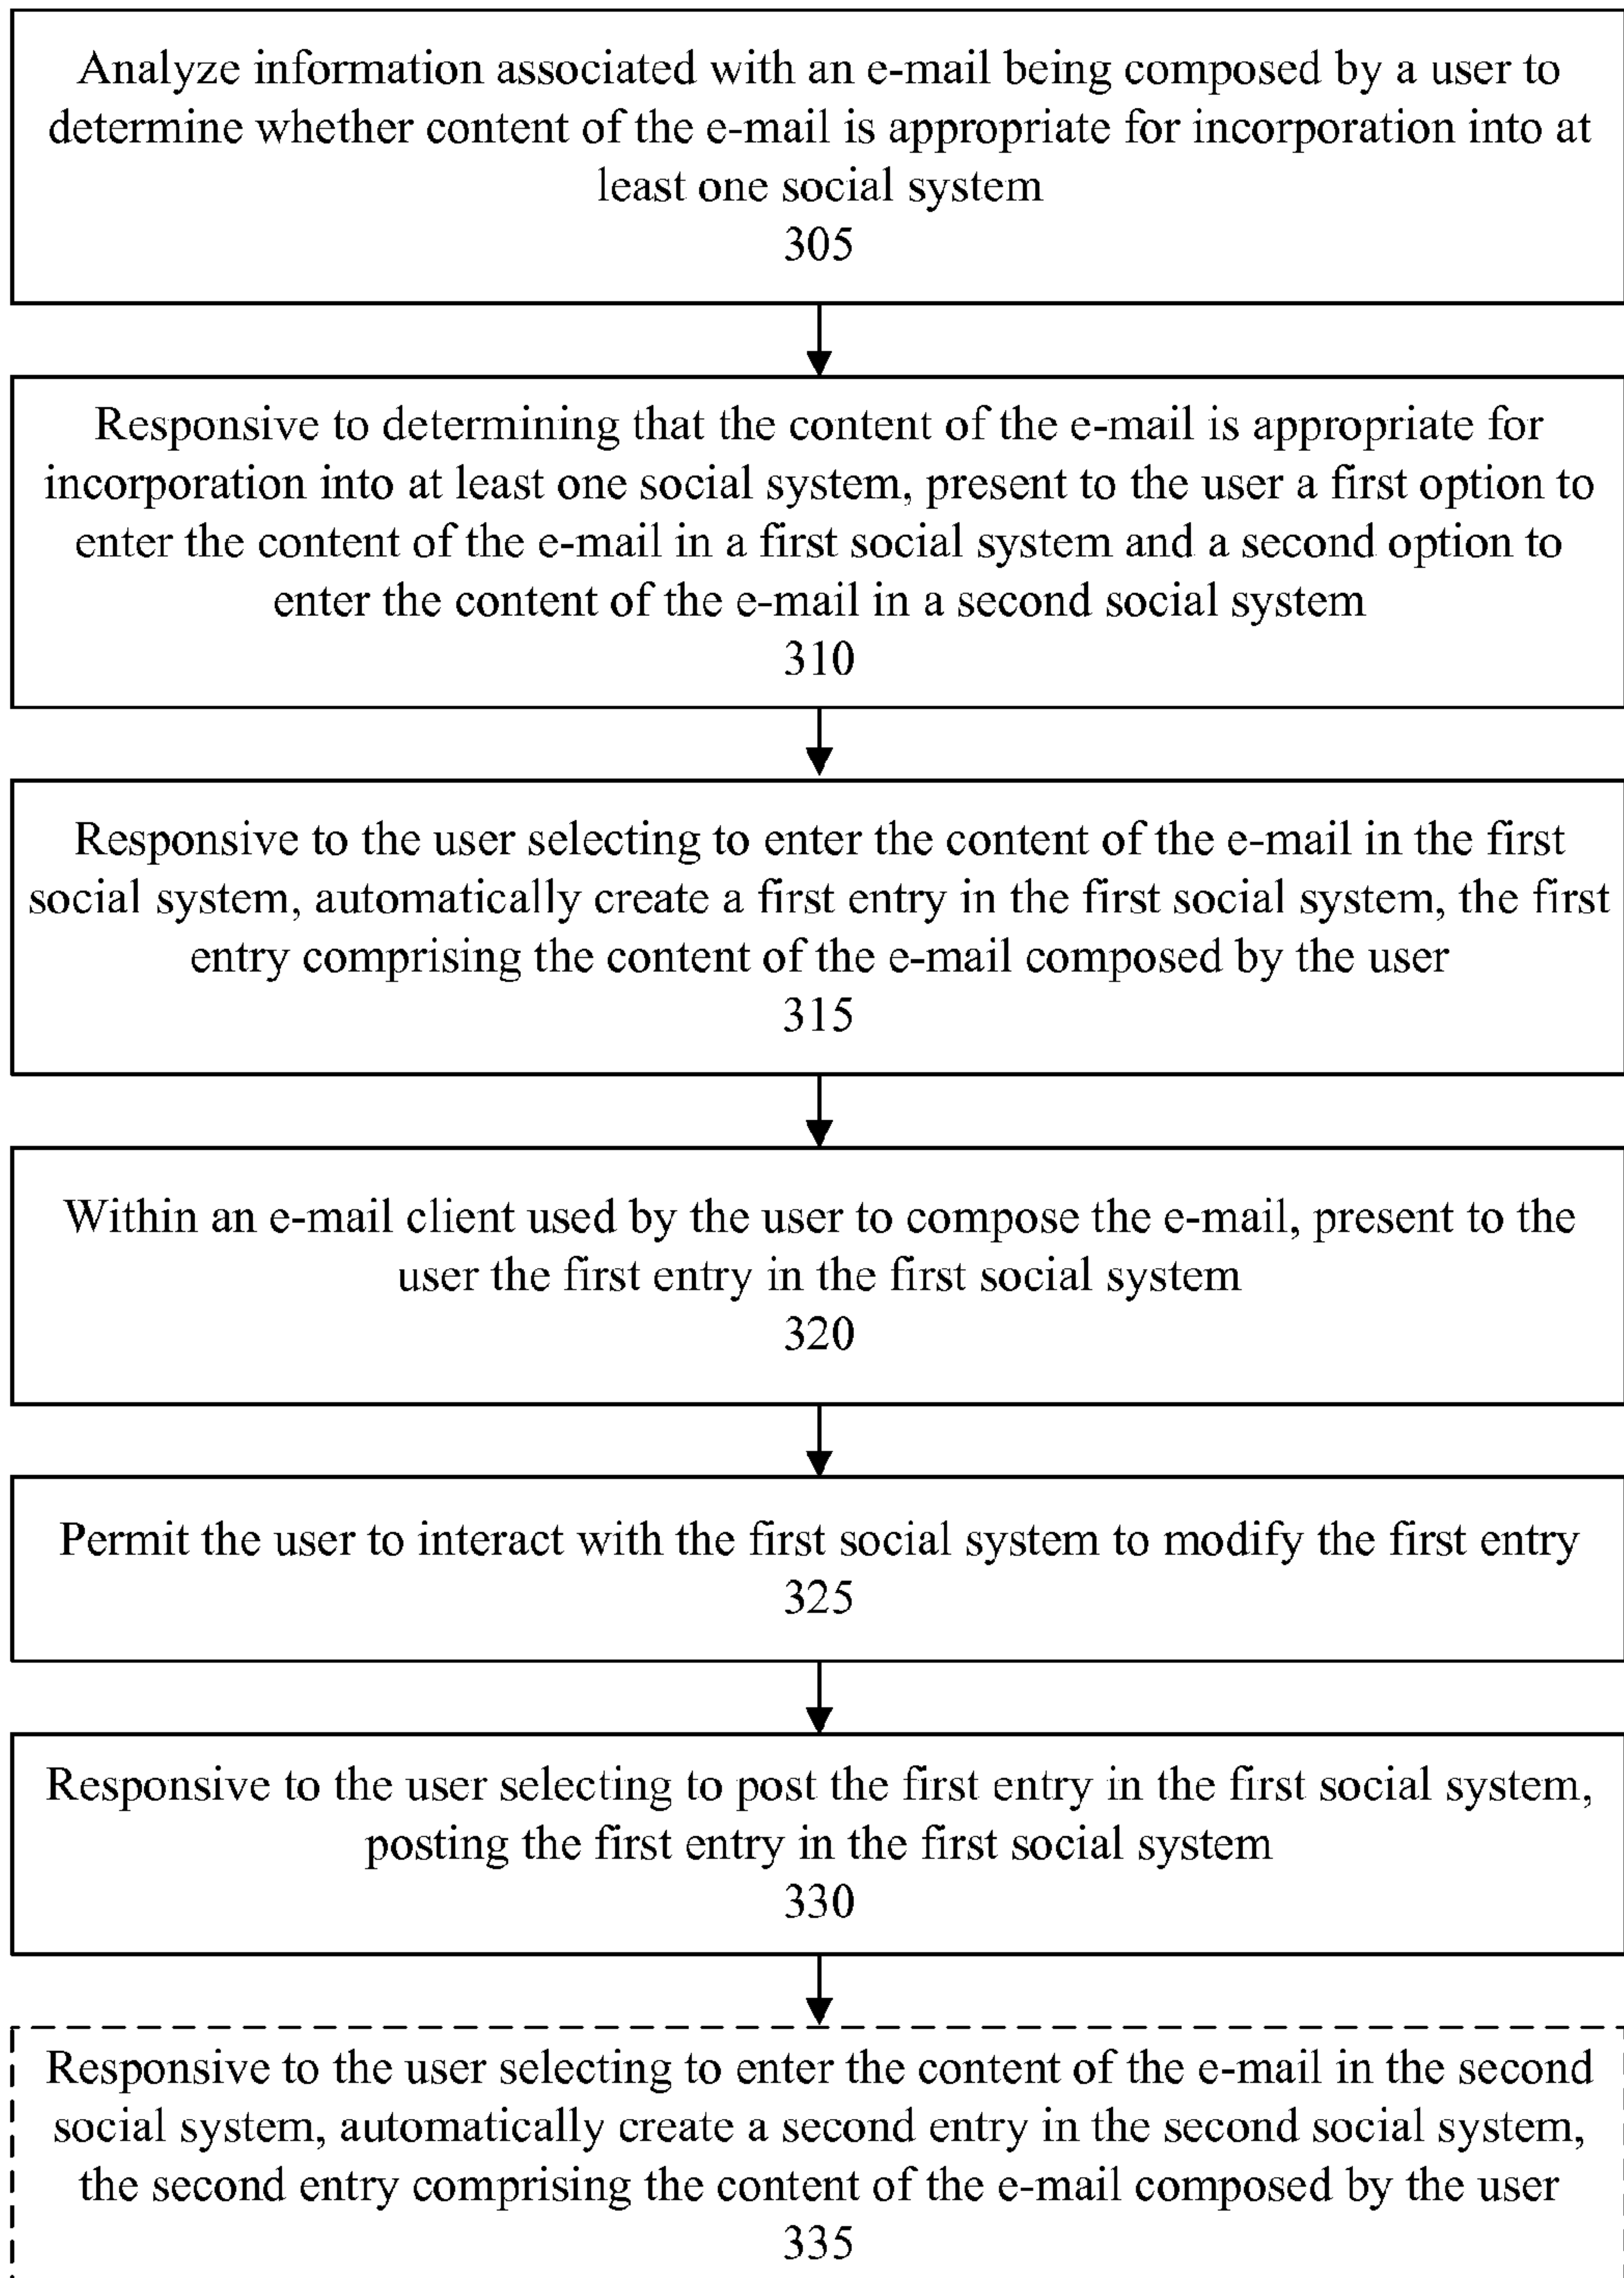 Analyze information associated with an e-mail being composed by a user to
determine whether content of the e-mail is appropriate for incorporation into at
least one social system
305
Responsive to determining that the content of the e-mail is appropriate for
incorporation into at least one social system, present to the user a first option to
enter the content of the e-mail in a first social system and a second option to
enter the content of the e-mail in a second social system
310
Responsive to the user selecting to enter the content of the e-mail in the first
social system, automatically create a first entry in the first social system, the first
entry comprising the content of the e-mail composed by the user
315
Within an e-mail client used by the user to compose the e-mail, present to the
user the first entry in the first social system
320
Permit the user to interact with the first social system to modify the first entry
325
Responsive to the user selecting to post the first entry in the first social system,
posting the first entry in the first social system
330
Responsive to the user selecting to enter the content of the e-mail in the second
social system, automatically create a second entry in the second social system,
the second entry comprising the content of the e-mail composed by the user
335